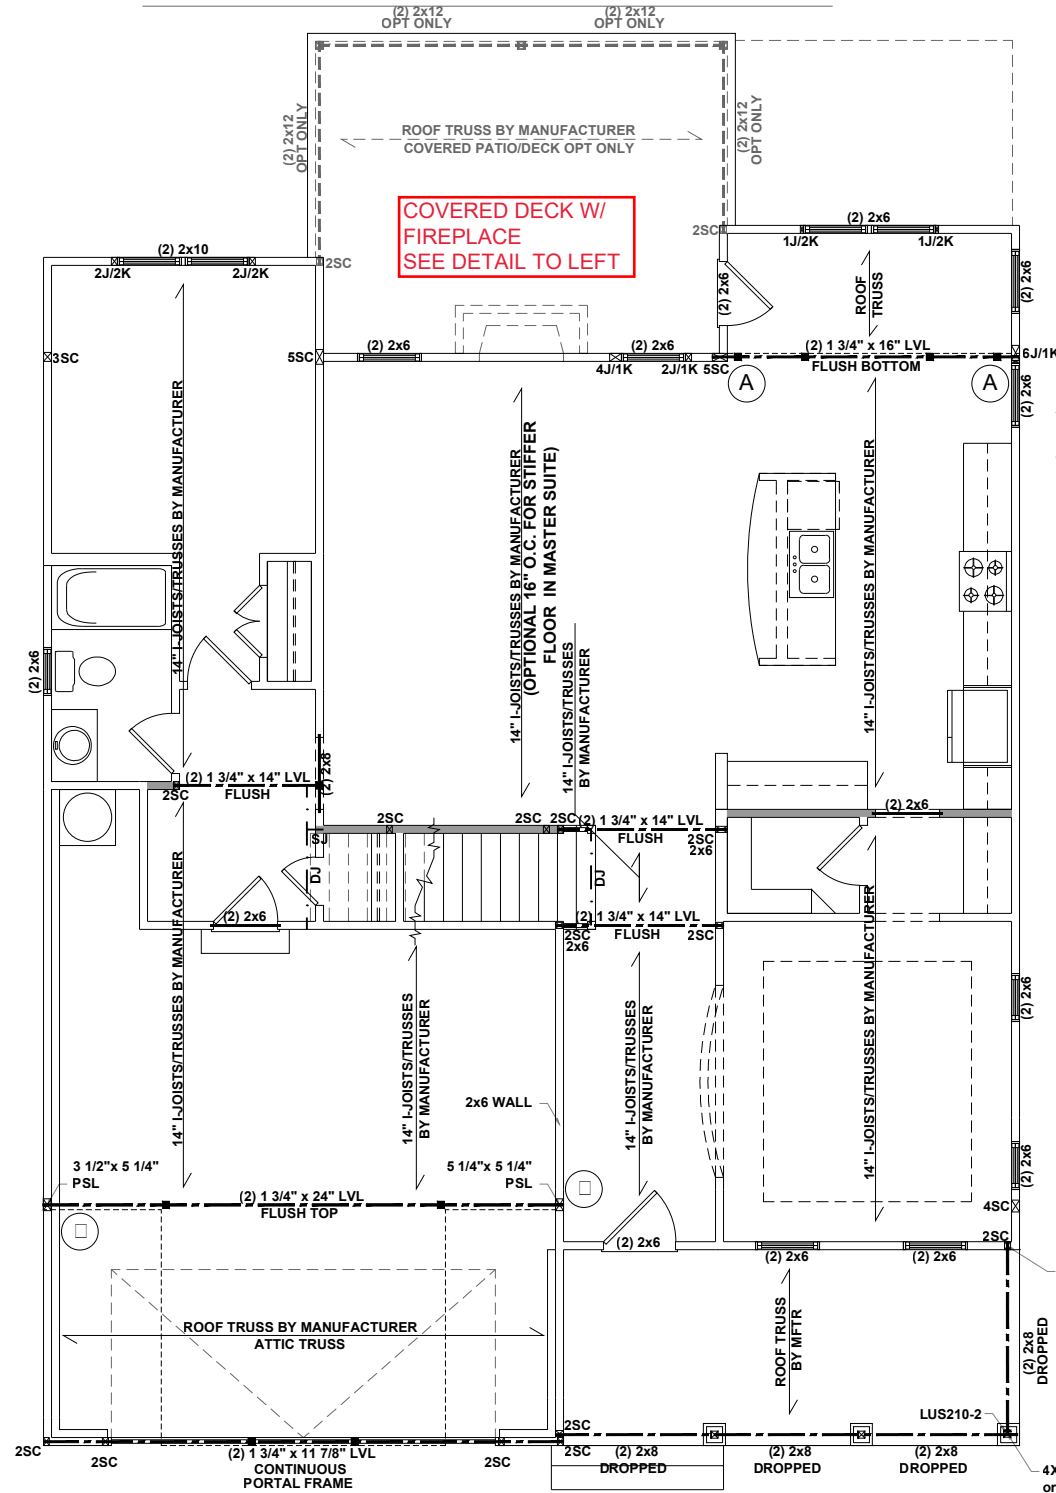 (2) 2x12
OPT ONLY
(2) 2x12
OPT ONLY
(2) 2x12
OPT ONLY
(2) 2x12
OPT ONLY
ROOF TRUSS BY MANUFACTURER
COVERED PATIO/DECK OPT ONLY
COVERED DECK W/
FIREPLACE
SEE DETAIL TO LEFT
2SC
(2) 2x6
1J/2K
1J/2K
(2) 2x10
2J/2K
2J/2K
2SC
(2) 2x6
ROOF
TRUSS
(2) 2x6
3SC
5SC
(2) 2x6
(2) 2x6
4J/1K
2J/1K
5SC
(2) 1 3/4" x 16" LVL
FLUSH BOTTOM
6J/1K
A
A
(2) 2x6
14" I-JOISTS/TRUSSES BY MANUFACTURER
14" I-JOISTS/TRUSSES BY MANUFACTURER
(OPTIONAL 16" O.C. FOR STIFFER
FLOOR IN MASTER SUITE)
14" I-JOISTS/TRUSSES BY MANUFACTURER
14" I-JOISTS/TRUSSES
BY MANUFACTURER
(2) 2x6
(2) 2x8
(2) 1 3/4" x 14" LVL
FLUSH
2SC
SJ
DJ
2SC
2SC
2SC
(2) 1 3/4" x 14" LVL
FLUSH
2SC
2x6
DJ
(2) 2x6
(2) 2x6
(2) 1 3/4" x 14" LVL
FLUSH
2SC
2x6
2SC
14" I-JOISTS/TRUSSES BY MANUFACTURER
14" I-JOISTS/TRUSSES
BY MANUFACTURER
14" I-JOISTS/TRUSSES
BY MANUFACTURER
14" I-JOISTS/TRUSSES BY MANUFACTURER
(2) 2x6
2x6 WALL
(2) 2x6
3 1/2"x 5 1/4"
PSL
5 1/4"x 5 1/4"
PSL
(2) 1 3/4" x 24" LVL
FLUSH TOP
4SC
2SC
(2) 2x6
(2) 2x6
(2) 2x6
ROOF TRUSS BY MANUFACTURER
ATTIC TRUSS
ROOF TRUSS
BY MFTR
(2) 2x8
DROPPED
LUS210-2
2SC
2SC
2SC
2SC
2SC
(2) 1 3/4" x 11 7/8" LVL
CONTINUOUS
PORTAL FRAME
(2) 2x8
DROPPED
(2) 2x8
DROPPED
(2) 2x8
DROPPED
4X
or